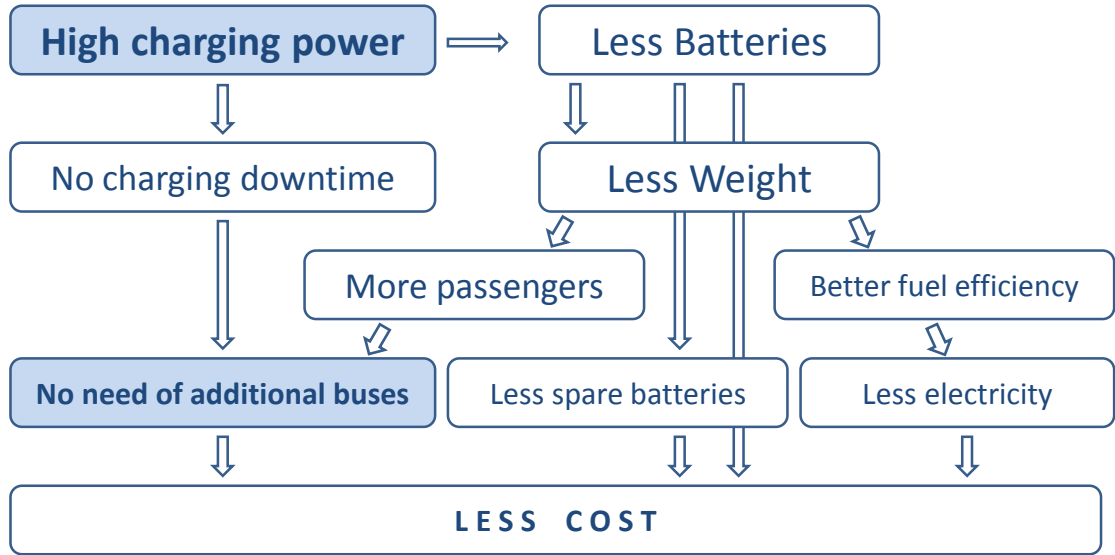 High charging power
Less Batteries
No charging downtime
Less Weight
More passengers
Better fuel efficiency
No need of additional buses
Less spare batteries
Less electricity
LESS COST